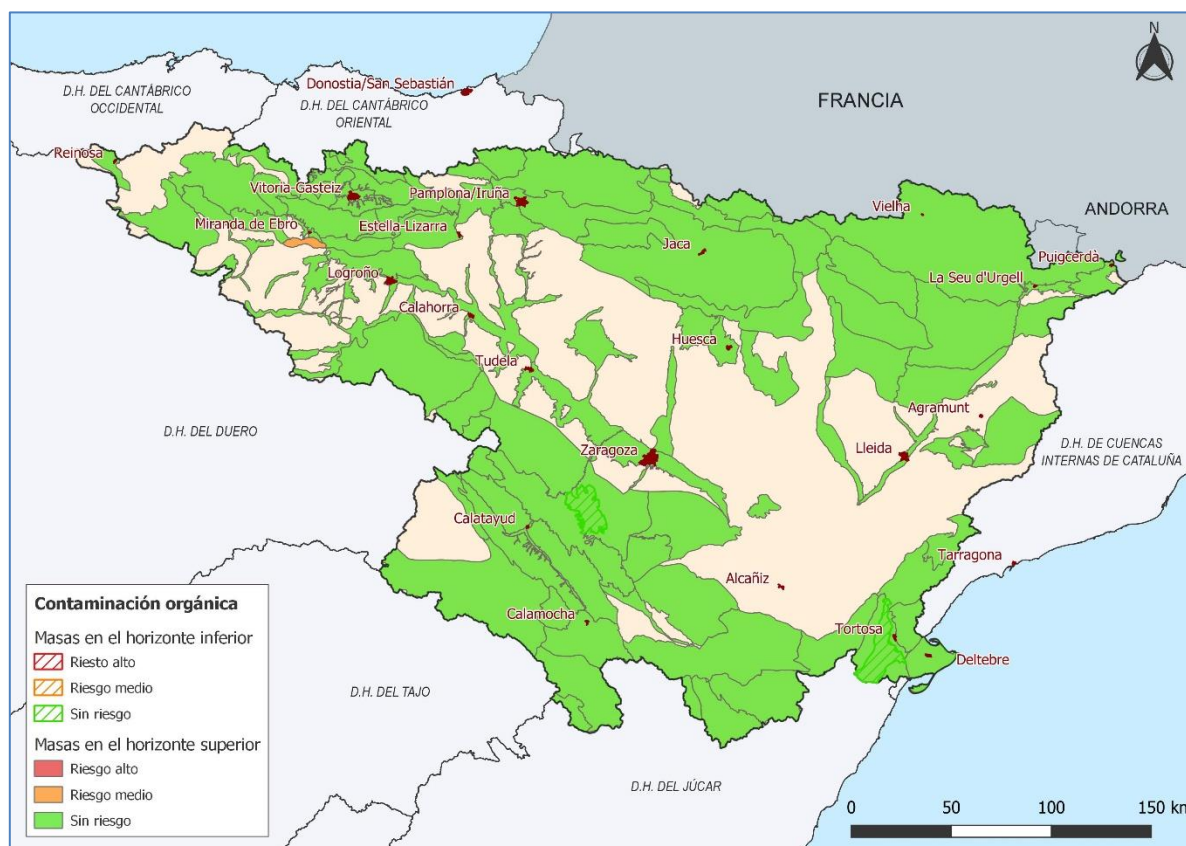 N
Donostia/San Sebastián
D.H. DEL CANTÁBRICO
OCCIDENTAL
D.H. DEL CANTÁBRICO
ORIENTAL
FRANCIA
Reinosa
Vitoria-Gasteiz
Pamplona/Iruña
Vielha
ANDORRA
Miranda de Ebro
Estella-Lizarra
Jaca
Puigcerdà
La Seu d'Urgell
Logroño
Calahorra
Huesca
Tudela
Agramunt
D.H. DEL DUERO
Zaragoza
Lleida
D.H. DE CUENCAS
INTERNAS DE CATALUÑA
Calatayud
Tarragona
Alcañiz
Calamocha
Tortosa
Deltebre
D.H. DEL TAJO
D.H. DEL JÚCAR
Contaminación orgánica
Masas en el horizonte inferior
Riesto alto
Riesgo medio
Sin riesgo
Masas en el horizonte superior
Riesgo alto
Riesgo medio
Sin riesgo
0 50 100 150 km